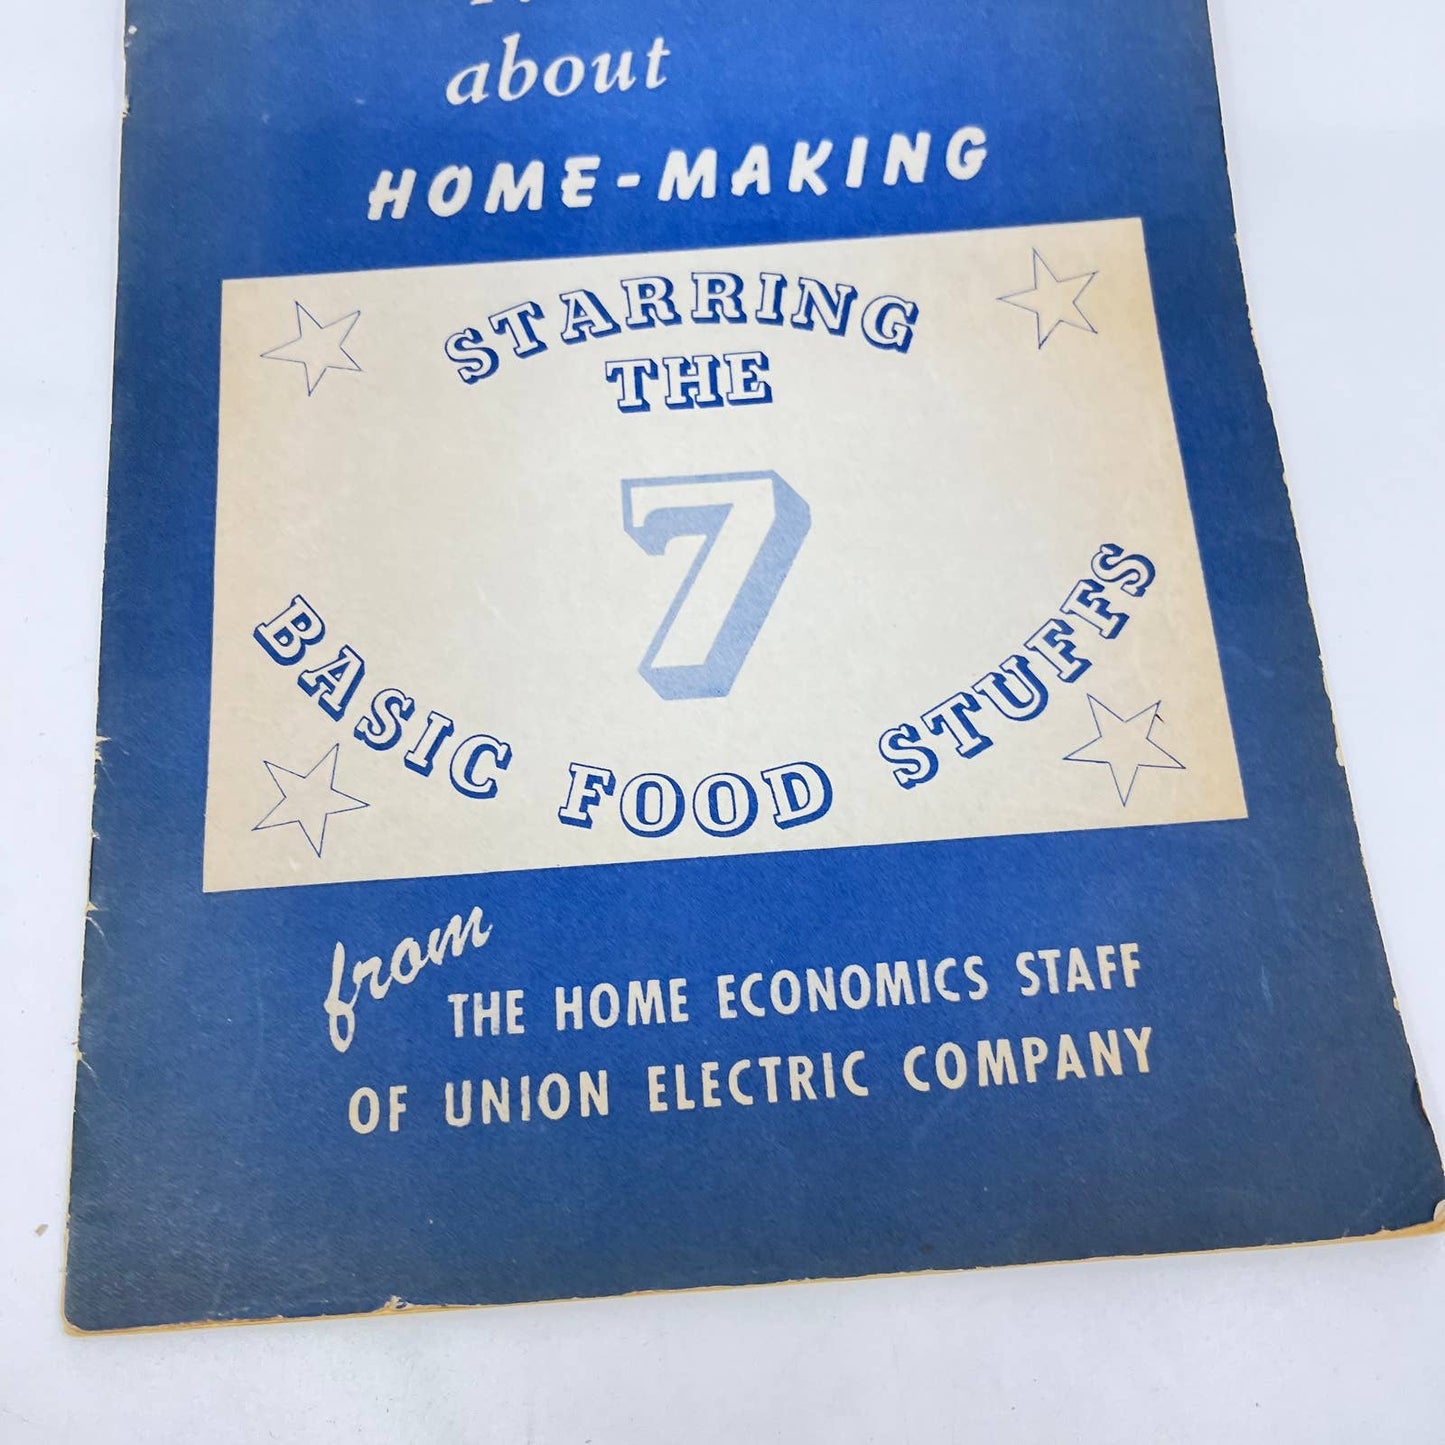 about
HOME-MAKING
STARRING
THE
7
BASIC FOOD STUFFS
from
THE HOME ECONOMICS STAFF
OF UNION ELECTRIC COMPANY